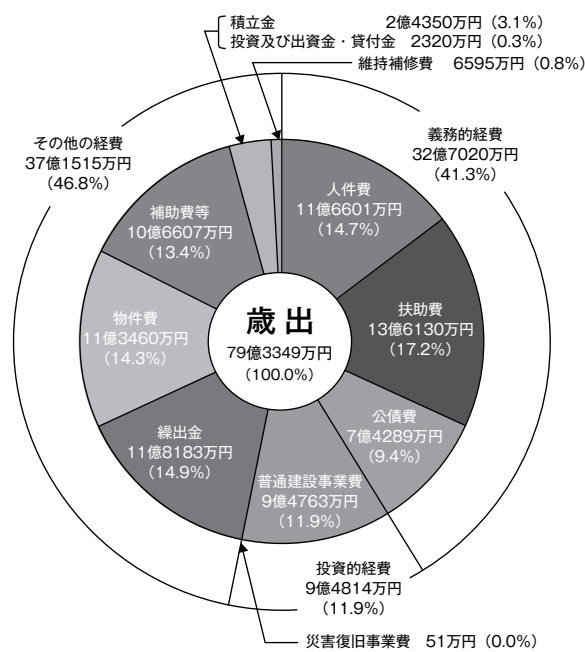 積立金 2億4350万円（3.1%）
投資及び出資金・貸付金 2320万円（0.3%）
維持補修費 6595万円（0.8%）
その他の経費
37億1515万円
（46.8%）
義務的経費
32億7020万円
（41.3%）
人件費
11億6601万円
（14.7%）
補助費等
10億6607万円
（13.4%）
扶助費
13億6130万円
（17.2%）
物件費
11億3460万円
（14.3%）
歳出
79億3349万円
（100.0%）
公債費
7億4289万円
（9.4%）
繰出金
11億8183万円
（14.9%）
普通建設事業費
9億4763万円
（11.9%）
投資的経費
9億4814万円
（11.9%）
災害復旧事業費 51万円（0.0%）